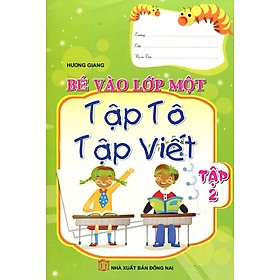 Trường:
Lớp:
HƯƠNG GIANG
BÉ VÀO LỚP MỘT
Tập Tô
Tập Viết
TẬP
2
NHÀ XUẤT BẢN ĐỒNG NAI